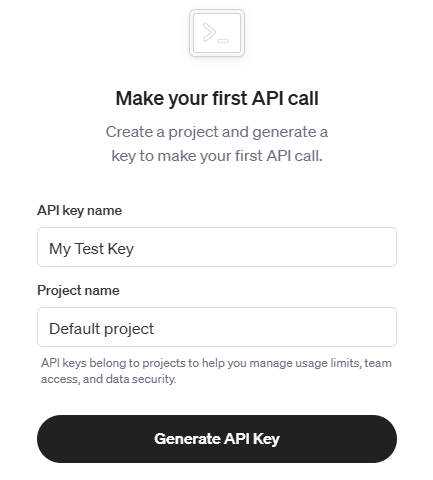 Make your first API call
Create a project and generate a
key to make your first API call.
API key name
My Test Key
Project name
Default project
API keys belong to projects to help you manage usage limits, team
access, and data security.
Generate API Key